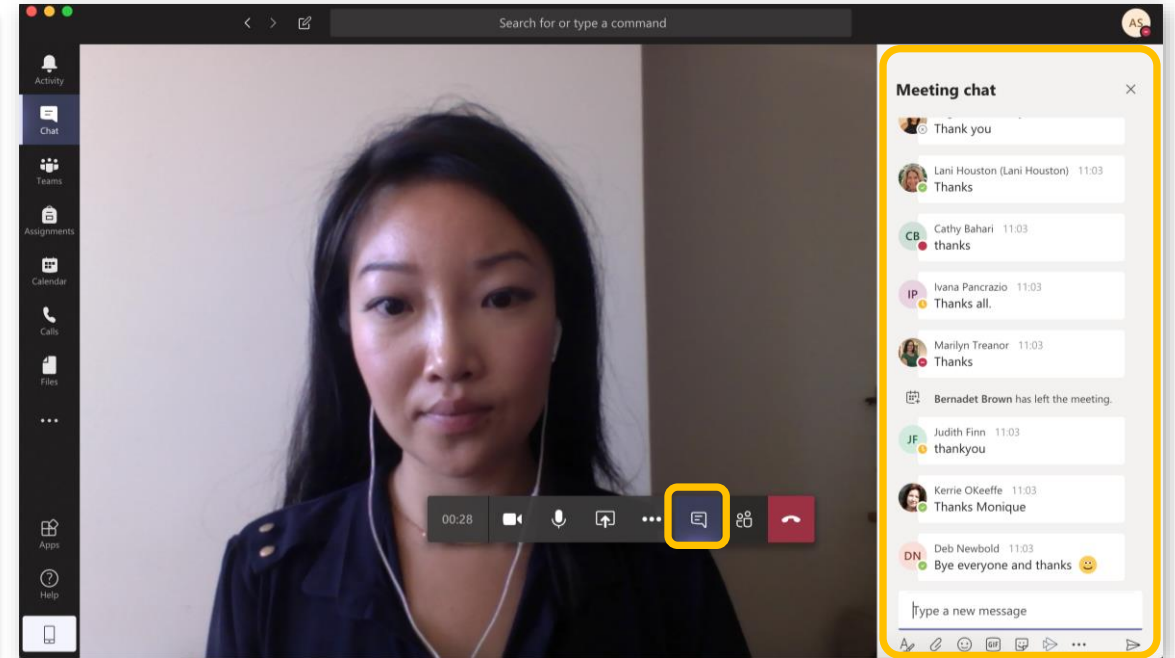 Search for or type a command
AS
Activity
Chat
Teams
Assignments
Calendar
Calls
Files
Apps
Help
00:28
Meeting chat
Thank you
Lani Houston (Lani Houston) 11:03
Thanks
CB
Cathy Bahari 11:03
thanks
IP
Ivana Pancrazio 11:03
Thanks all.
Marilyn Treanor 11:03
Thanks
Bernadet Brown has left the meeting.
JF
Judith Finn 11:03
thankyou
Kerrie OKeeffe 11:03
Thanks Monique
DN
Deb Newbold 11:03
Bye everyone and thanks
Type a new message
GIF